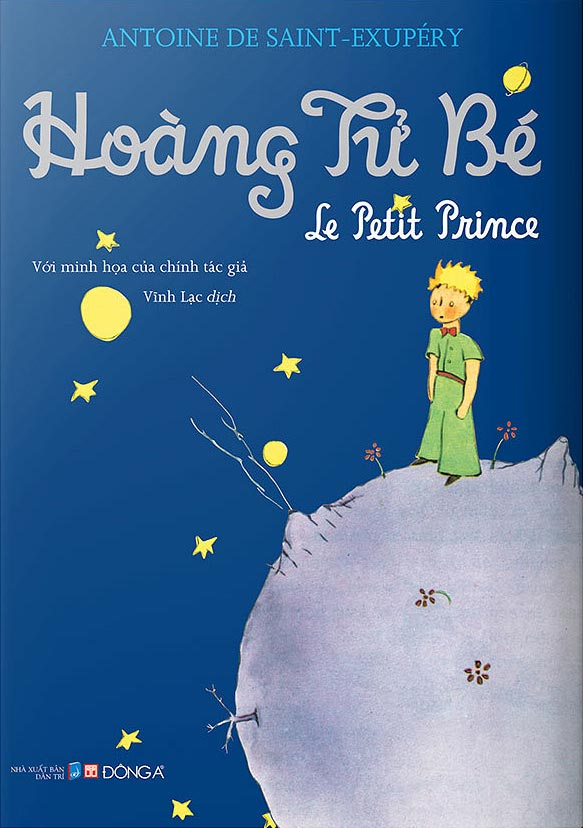 ANTOINE DE SAINT-EXUPÉRY
Hoàng Tử Bé
Le Petit Prince
Với minh họa của chính tác giả
Vĩnh Lạc dịch
NHÀ XUẤT BẢN
DÂN TRÍ
ĐÔNG A